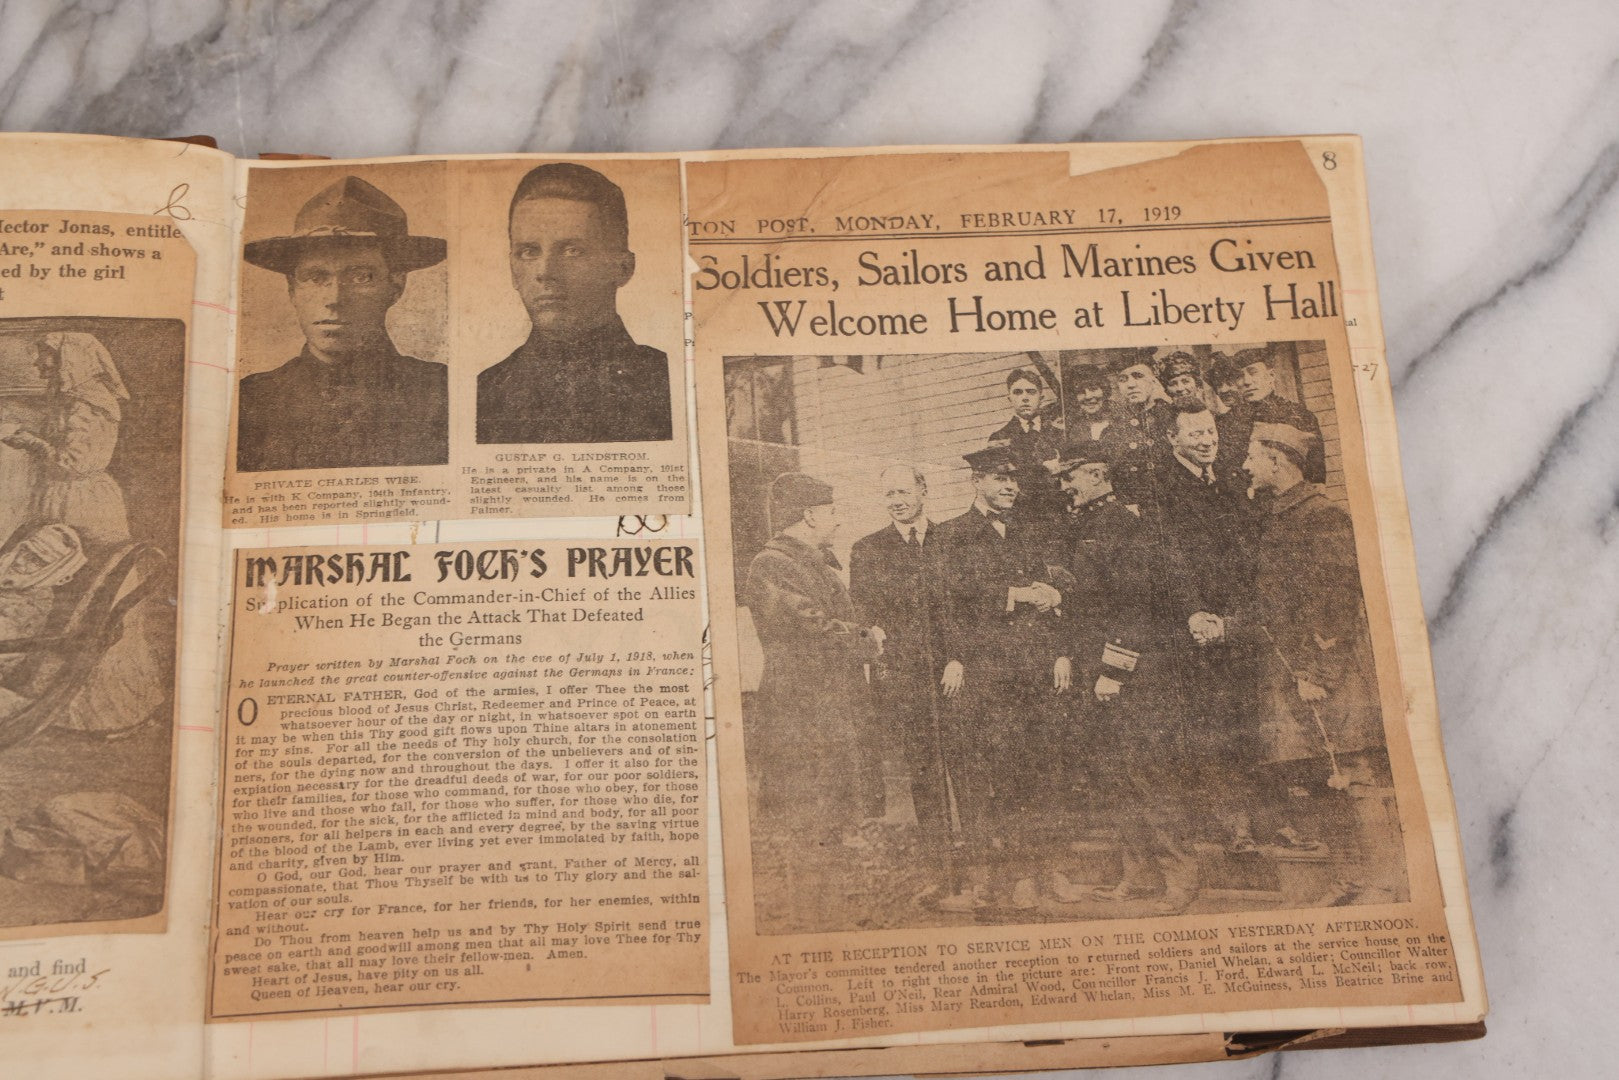 Hector Jonas, entitle
Are," and shows a
ed by the girl
and find
N.G.U.S.
M.V.M.
PRIVATE CHARLES WISE.
He is with K Company, 104th Infantry,
and has been reported slightly wound-
ed. His home is in Springfield.
GUSTAF G. LINDSTROM.
He is a private in A Company, 101st
Engineers, and his name is on the
latest casualty list among those
slightly wounded. He comes from
Palmer.
MARSHAL FOCH'S PRAYER
Supplication of the Commander-in-Chief of the Allies
When He Began the Attack That Defeated
the Germans
Prayer written by Marshal Foch on the eve of July 1, 1918, when
he launched the great counter-offensive against the Germans in France:
O ETERNAL FATHER, God of the armies, I offer Thee the most
precious blood of Jesus Christ, Redeemer and Prince of Peace, at
whatsoever hour of the day or night, in whatsoever spot on earth
it may be when this Thy good gift flows upon Thine altars in atonement
for my sins. For all the needs of Thy holy church, for the consolation
of the souls departed, for the conversion of the unbelievers and of sin-
ners, for the dying now and throughout the days. I offer it also for the
expiation necessary for the dreadful deeds of war, for our poor soldiers,
for their families, for those who command, for those who obey, for those
who live and those who fall, for those who suffer, for those who die, for
the wounded, for the sick, for the afflicted in mind and body, for all poor
prisoners, for all helpers in each and every degree, by the saving virtue
of the blood of the Lamb, ever living yet ever immolated by faith, hope
and charity, given by Him.
O God, our God, hear our prayer and grant, Father of Mercy, all
compassionate, that Thou Thyself be with us to Thy glory and the sal-
vation of our souls.
Hear our cry for France, for her friends, for her enemies, within
and without.
Do Thou from heaven help us and by Thy Holy Spirit send true
peace on earth and goodwill among men that all may love Thee for Thy
sweet sake, that all may love their fellow-men. Amen.
Heart of Jesus, have pity on us all.
Queen of Heaven, hear our cry.
8
TON POST, MONDAY, FEBRUARY 17, 1919
Soldiers, Sailors and Marines Given
Welcome Home at Liberty Hall
27
AT THE RECEPTION TO SERVICE MEN ON THE COMMON YESTERDAY AFTERNOON.
The Mayor's committee tendered another reception to returned soldiers and sailors at the service house on the
Common. Left to right those in the picture are: Front row, Daniel Whelan, a soldier; Councillor Walter
L. Collins, Paul O'Neil, Rear Admiral Wood, Councillor Francis J. Ford, Edward L. McNeil; back row,
Harry Rosenberg, Miss Mary Reardon, Edward Whelan, Miss M. E. McGuiness, Miss Beatrice Brine and
William J. Fisher.